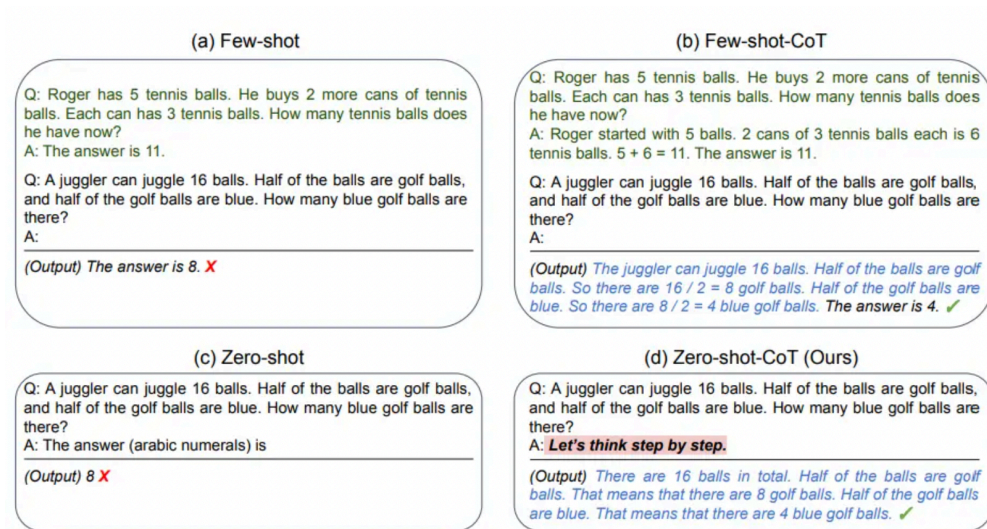 (a) Few-shot
Q: Roger has 5 tennis balls. He buys 2 more cans of tennis
balls. Each can has 3 tennis balls. How many tennis balls does
he have now?
A: The answer is 11.
Q: A juggler can juggle 16 balls. Half of the balls are golf balls,
and half of the golf balls are blue. How many blue golf balls are
there?
A:
(Output) The answer is 8. X
(b) Few-shot-CoT
Q: Roger has 5 tennis balls. He buys 2 more cans of tennis
balls. Each can has 3 tennis balls. How many tennis balls does
he have now?
A: Roger started with 5 balls. 2 cans of 3 tennis balls each is 6
tennis balls. 5 + 6 = 11. The answer is 11.
Q: A juggler can juggle 16 balls. Half of the balls are golf balls,
and half of the golf balls are blue. How many blue golf balls are
there?
A:
(Output) The juggler can juggle 16 balls. Half of the balls are golf
balls. So there are 16 / 2 = 8 golf balls. Half of the golf balls are
blue. So there are 8 / 2 = 4 blue golf balls. The answer is 4. ✓
(c) Zero-shot
Q: A juggler can juggle 16 balls. Half of the balls are golf balls,
and half of the golf balls are blue. How many blue golf balls are
there?
A: The answer (arabic numerals) is
(Output) 8 X
(d) Zero-shot-CoT (Ours)
Q: A juggler can juggle 16 balls. Half of the balls are golf balls,
and half of the golf balls are blue. How many blue golf balls are
there?
A: Let's think step by step.
(Output) There are 16 balls in total. Half of the balls are golf
balls. That means that there are 8 golf balls. Half of the golf balls
are blue. That means that there are 4 blue golf balls. ✓